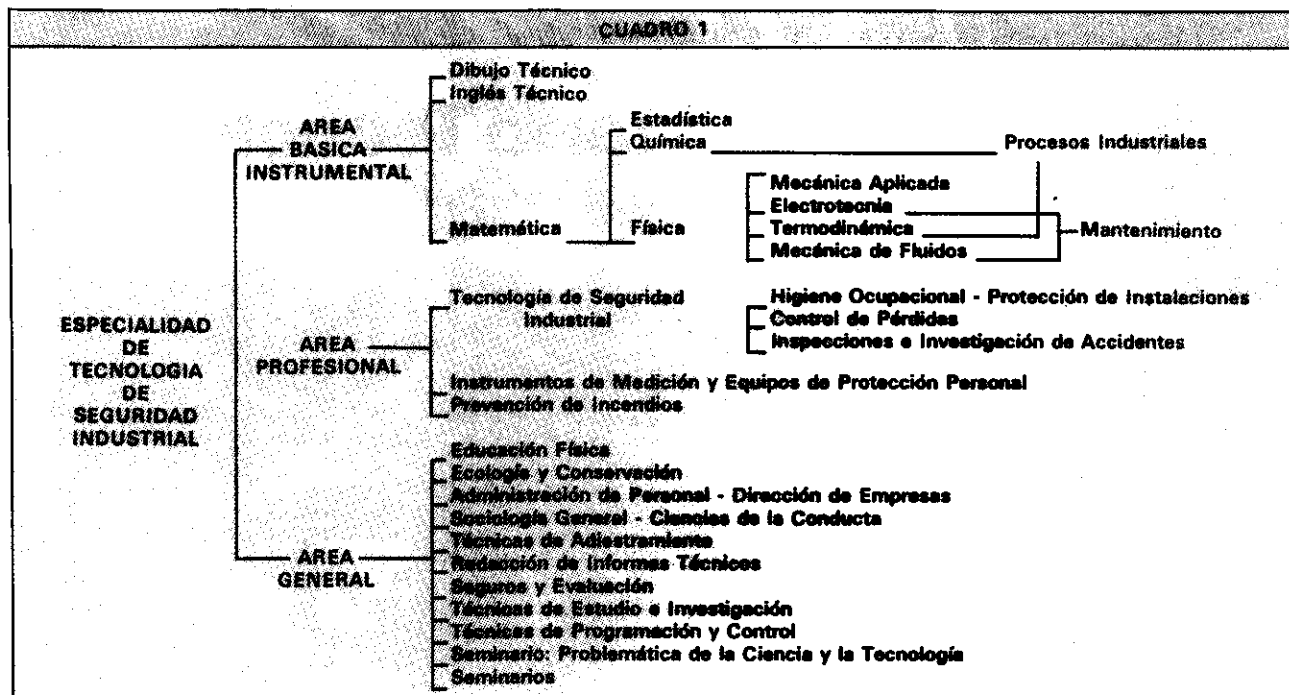 CUADRO 1
Dibujo Técnico
Inglés Técnico
AREA
BASICA
INSTRUMENTAL
Estadística
Química
Procesos Industriales
Matemática
Física
Mecánica Aplicada
Electrotecnia
Termodinámica
Mecánica de Fluidos
Mantenimiento
ESPECIALIDAD
DE
TECNOLOGIA
DE
SEGURIDAD
INDUSTRIAL
AREA
PROFESIONAL
Tecnología de Seguridad
Industrial
Higiene Ocupacional - Protección de Instalaciones
Control de Pérdidas
Inspecciones e Investigación de Accidentes
Instrumentos de Medición y Equipos de Protección Personal
Prevención de Incendios
AREA
GENERAL
Educación Física
Ecología y Conservación
Administración de Personal - Dirección de Empresas
Sociología General - Ciencias de la Conducta
Técnicas de Adiestramiento
Redacción de Informes Técnicos
Seguros y Evaluación
Técnicas de Estudio e Investigación
Técnicas de Programación y Control
Seminario: Problemática de la Ciencia y la Tecnología
Seminarios